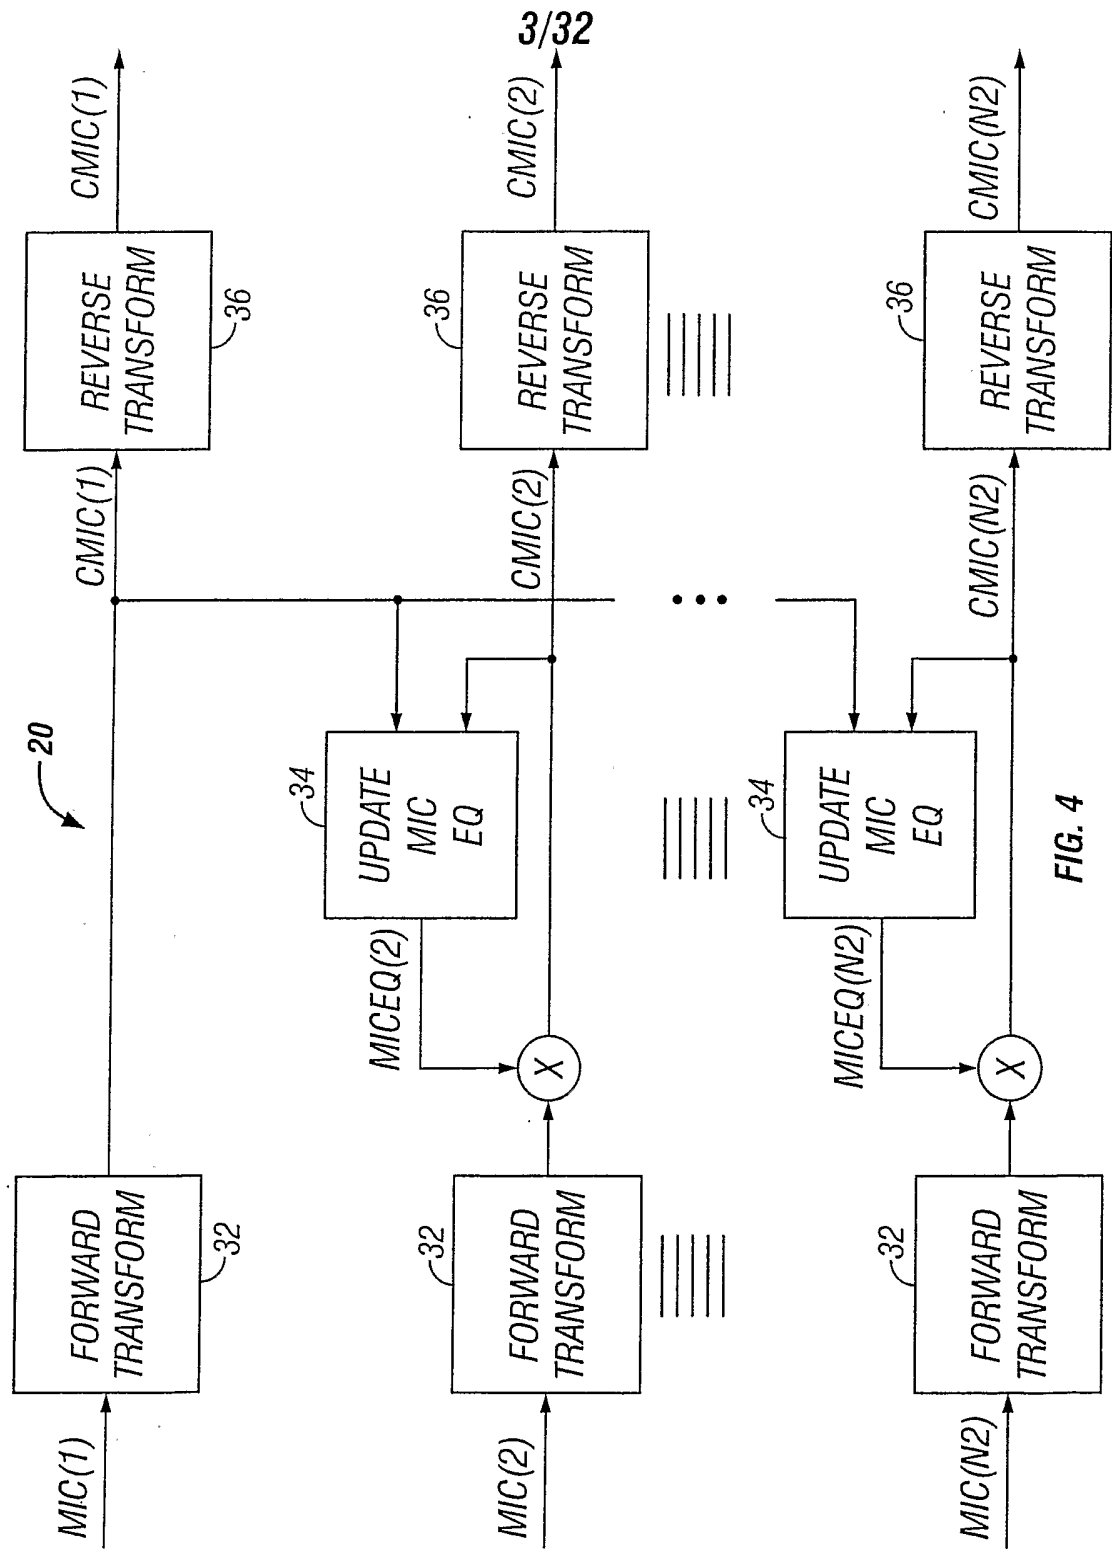 3/32
20
MIC(1)
FORWARD
TRANSFORM
32
CMIC(1)
REVERSE
TRANSFORM
36
CMIC(1)
MIC(2)
FORWARD
TRANSFORM
32
X
MICEQ(2)
UPDATE
MIC
EQ
34
CMIC(2)
REVERSE
TRANSFORM
36
CMIC(2)
MIC(N2)
FORWARD
TRANSFORM
32
X
MICEQ(N2)
UPDATE
MIC
EQ
34
CMIC(N2)
REVERSE
TRANSFORM
36
CMIC(N2)
FIG. 4